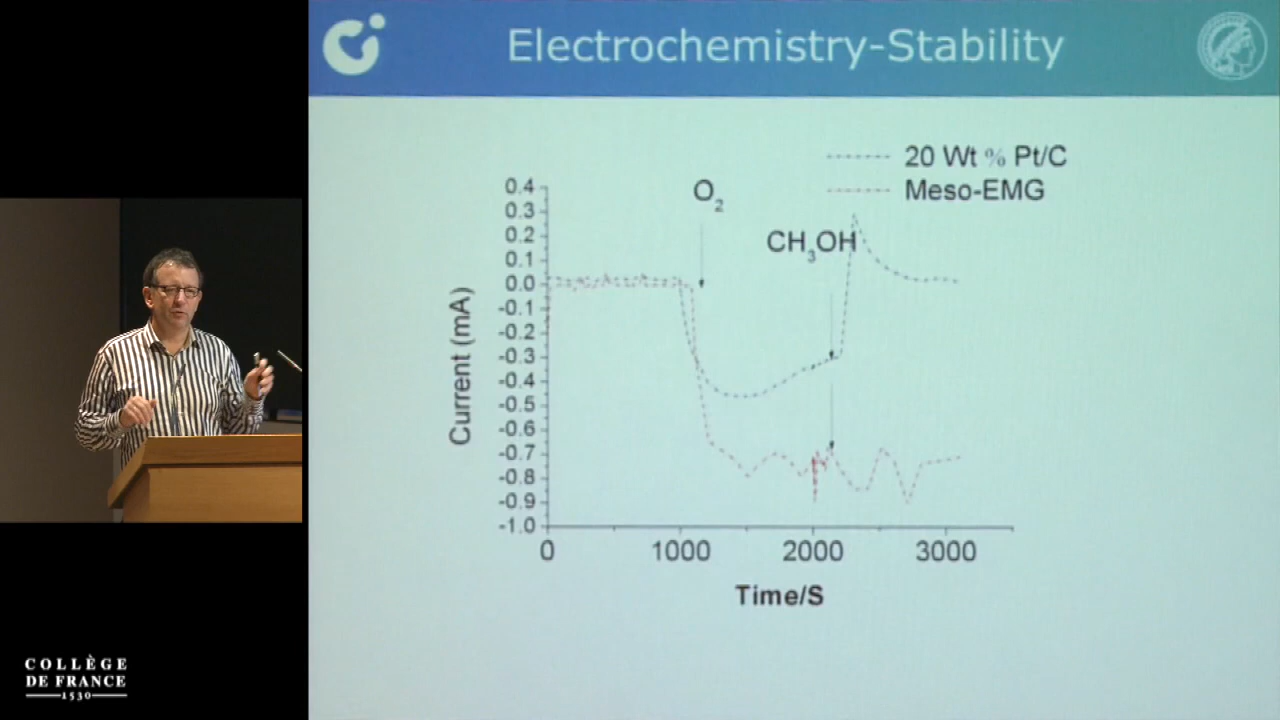 Electrochemistry-Stability
20 Wt % Pt/C
Meso-EMG
O2
CH3OH
0.4
0.3
0.2
0.1
0.0
-0.1
-0.2
-0.3
-0.4
-0.5
-0.6
-0.7
-0.8
-0.9
-1.0
Current (mA)
0 1000 2000 3000
Time/S
COLLÈGE
DE FRANCE
1530